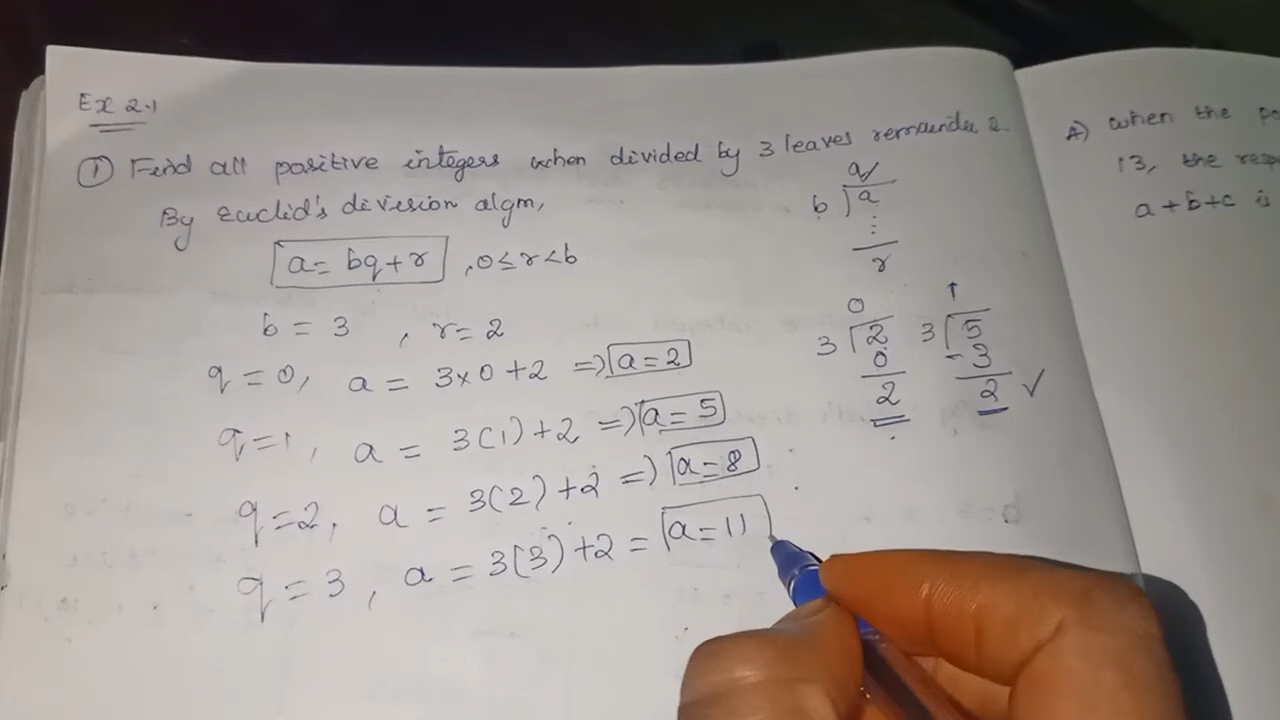 Ex 2.1
① Find all positive integers when divided by 3 leaves remainder 2.
By Euclid's division algm,
a = bq + r , 0 ≤ r < b
b = 3 , r = 2
q = 0, a = 3 × 0 + 2 ⇒ a = 2
q = 1, a = 3(1) + 2 ⇒ a = 5
q = 2, a = 3(2) + 2 ⇒ a = 8
q = 3, a = 3(3) + 2 = a = 11
q
b ) a
:
r
0
3 ) 2
0
2
1
3 ) 5
- 3
2 ✓
A) when the
13, the
a + b + c is